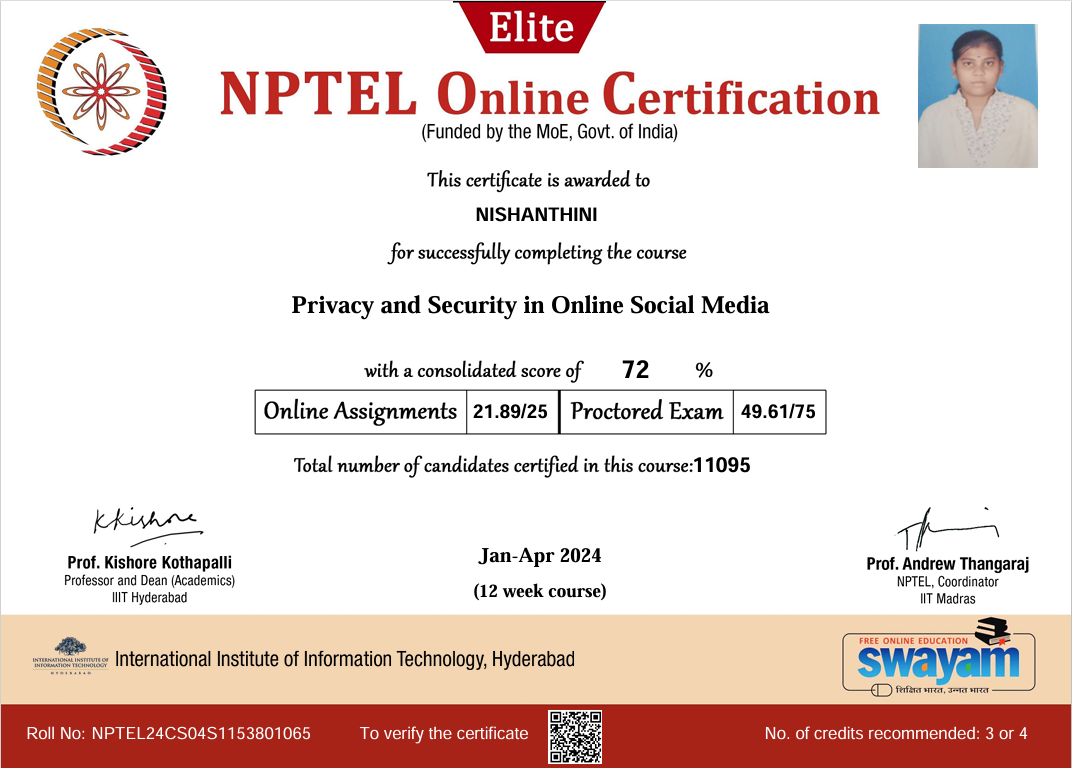 Elite
NPTEL Online Certification
(Funded by the MoE, Govt. of India)
This certificate is awarded to
NISHANTHINI
for successfully completing the course
Privacy and Security in Online Social Media
with a consolidated score of 72 %
Online Assignments 21.89/25 Proctored Exam 49.61/75
Total number of candidates certified in this course:11095
Kkishore
Prof. Kishore Kothapalli
Professor and Dean (Academics)
IIIT Hyderabad
Jan-Apr 2024
(12 week course)
Prof. Andrew Thangaraj
NPTEL, Coordinator
IIT Madras
INTERNATIONAL INSTITUTE OF
INFORMATION TECHNOLOGY
HYDERABAD
International Institute of Information Technology, Hyderabad
FREE ONLINE EDUCATION
swayam
शिक्षित भारत, उन्नत भारत
Roll No: NPTEL24CS04S1153801065
To verify the certificate
No. of credits recommended: 3 or 4